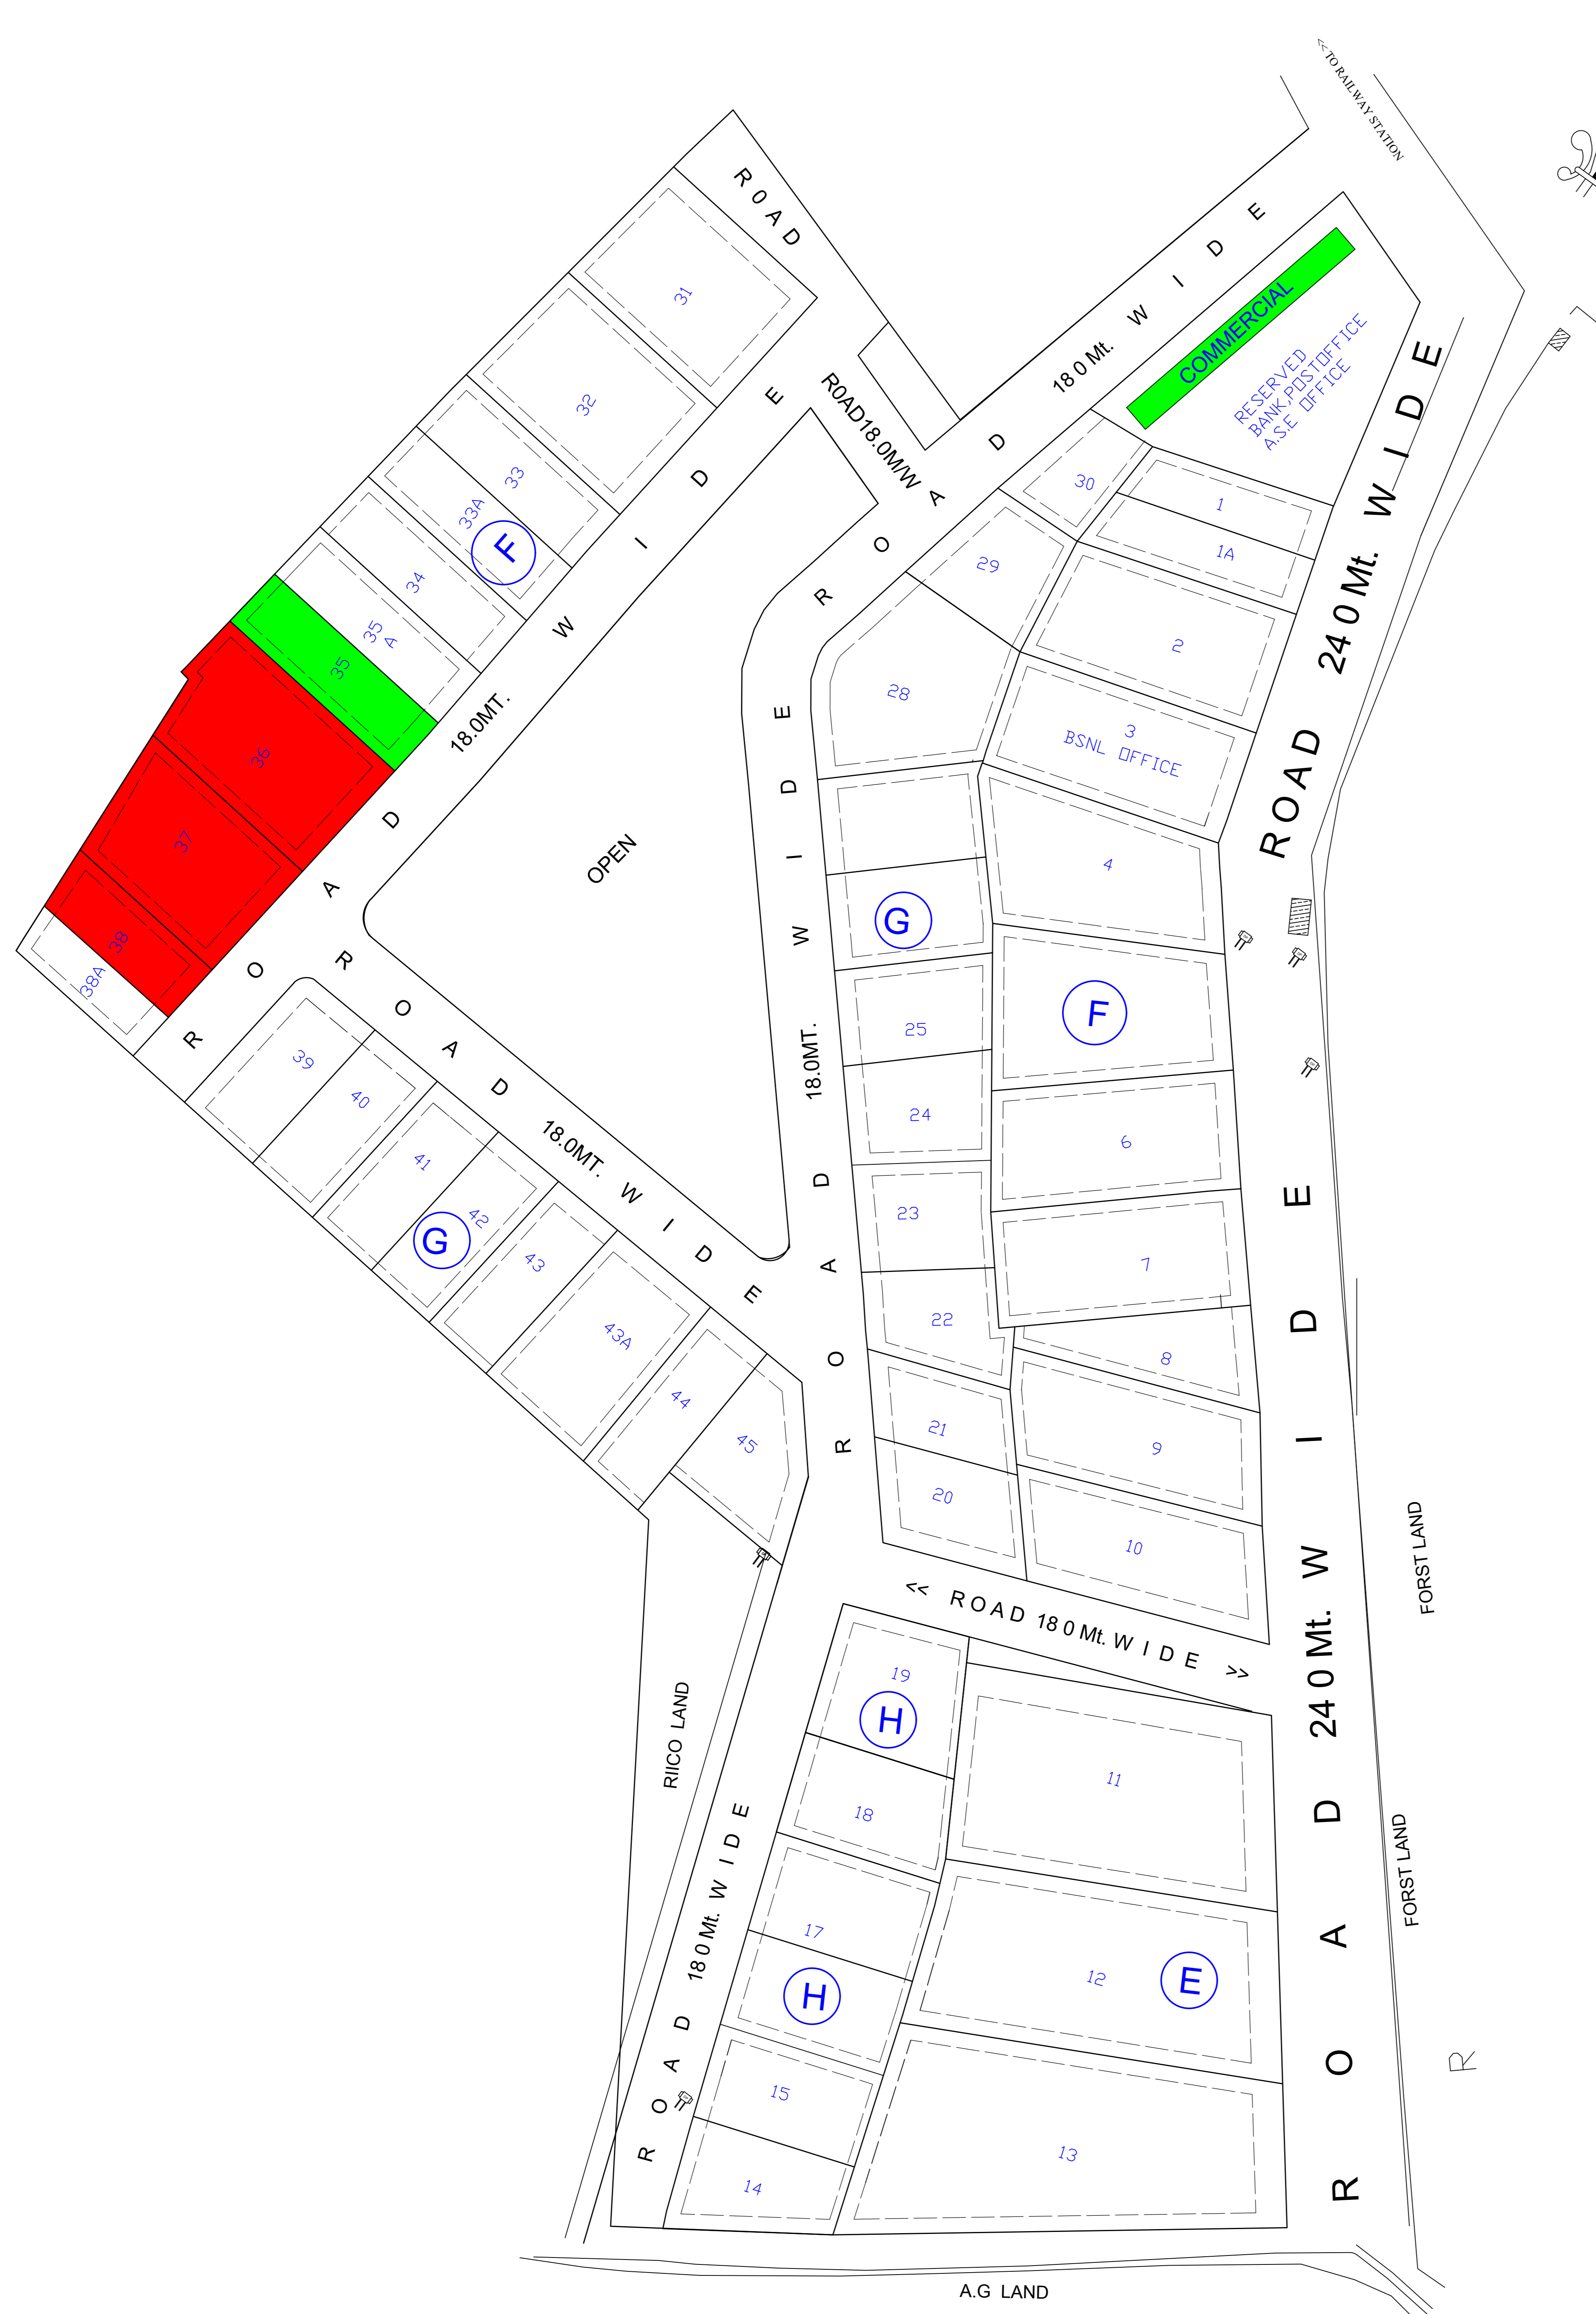 << TO RAILWAY STATION
R0AD
31
32
33
33A
F
34
35
A
35
36
37
38
38A
ROAD 18.0MT. WIDE
R0AD18.0M/W
ROAD 18 0 Mt. WIDE
COMMERCIAL
RESERVED
BANK,POSTOFFICE
A.S.E OFFICE
30
1
1A
29
2
28
3
BSNL OFFICE
4
G
F
25
24
6
23
7
22
8
21
9
20
10
OPEN
ROAD 18.0MT. WIDE
ROAD 18.0MT. WIDE
39
40
41
42
G
43
43A
44
45
ROAD 24 0 Mt. WIDE
<< ROAD 18 0 Mt. WIDE >>
19
H
18
17
H
15
14
11
12
E
13
RIICO LAND
ROAD 18 0 Mt. WIDE
ROAD 24 0 Mt. WIDE
FORST LAND
FORST LAND
R
A.G LAND